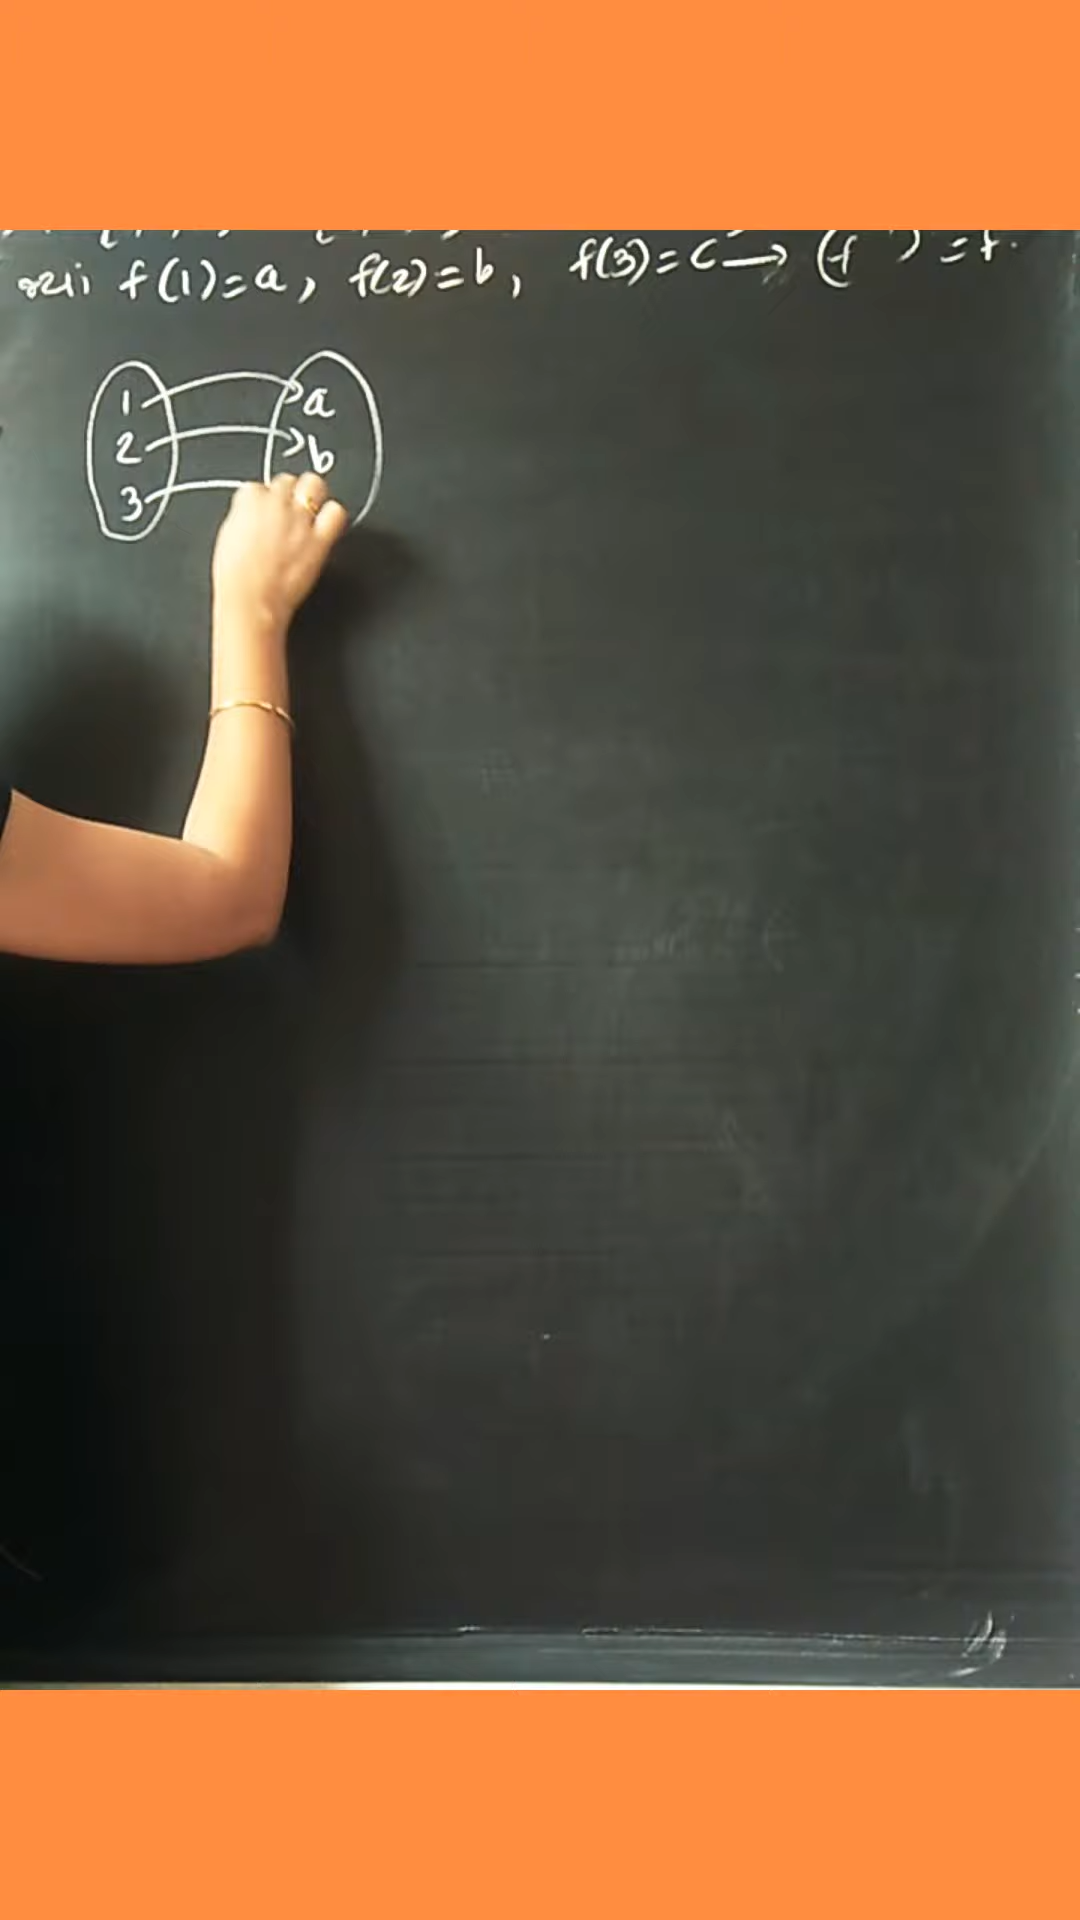 f(1)=a, f(2)=b, f(3)=c → (f
1 a
2 b
3